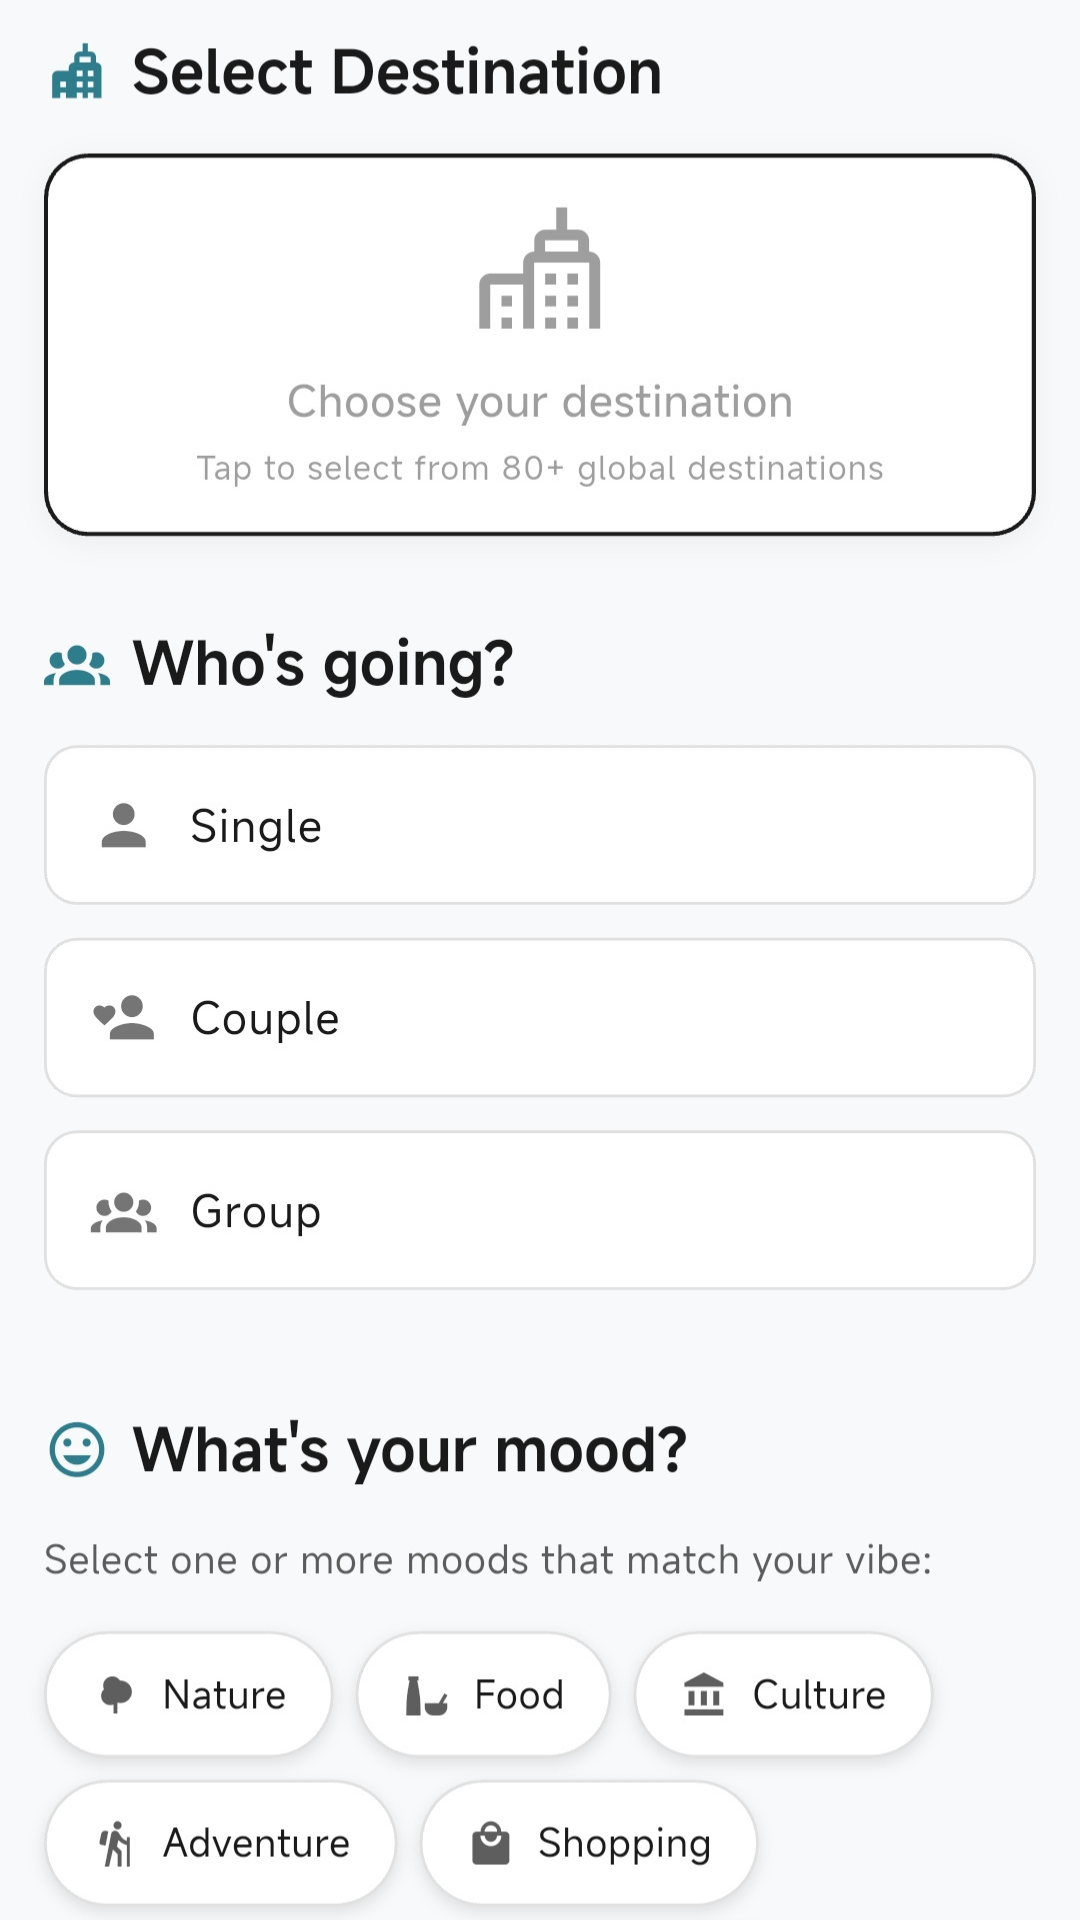 Select Destination
Choose your destination
Tap to select from 80+ global destinations
Who's going?
Single
Couple
Group
What's your mood?
Select one or more moods that match your vibe:
Nature
Food
Culture
Adventure
Shopping